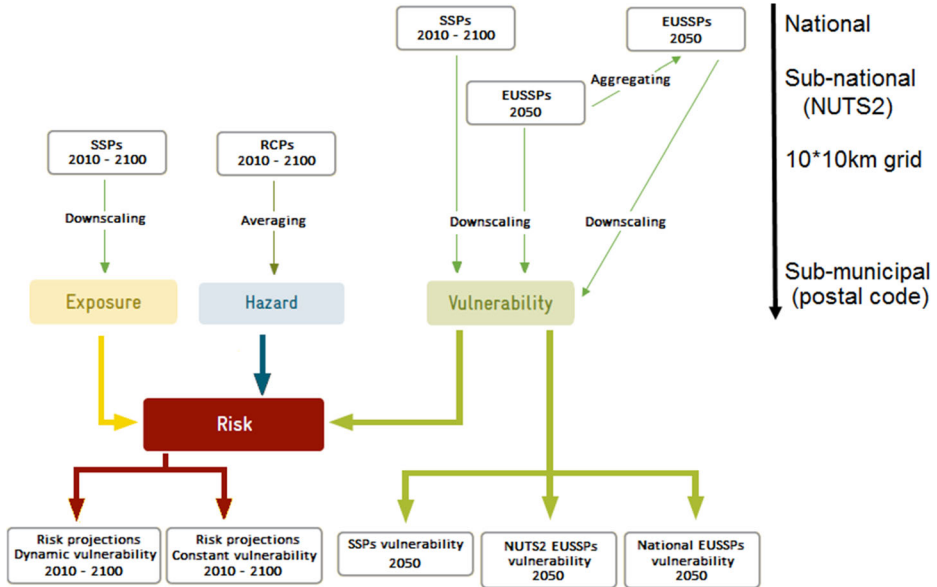 SSPs
2010 - 2100
EUSSPs
2050
National
Aggregating
EUSSPs
2050
Sub-national
(NUTS2)
SSPs
2010 - 2100
RCPs
2010 - 2100
10*10km grid
Downscaling
Averaging
Downscaling
Downscaling
Sub-municipal
(postal code)
Exposure
Hazard
Vulnerability
Risk
Risk projections
Dynamic vulnerability
2010 - 2100
Risk projections
Constant vulnerability
2010 - 2100
SSPs vulnerability
2050
NUTS2 EUSSPs
vulnerability
2050
National EUSSPs
vulnerability
2050